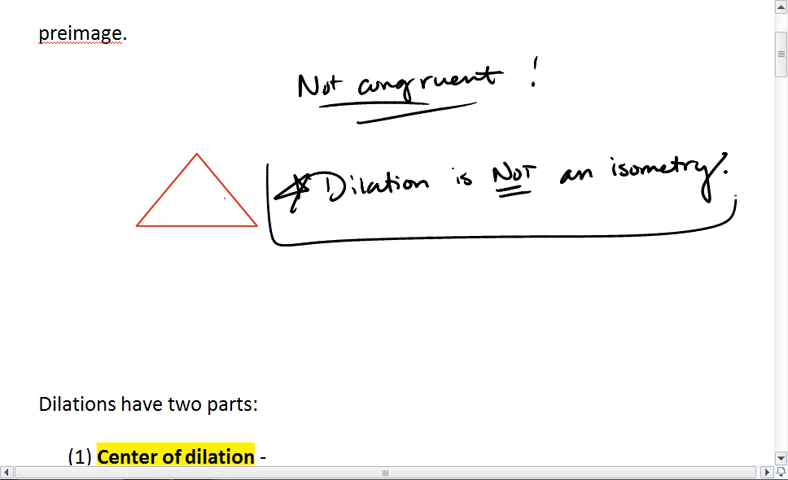 preimage.
Not congruent !
Dilation is NOT an isometry.
Dilations have two parts:
(1) Center of dilation -